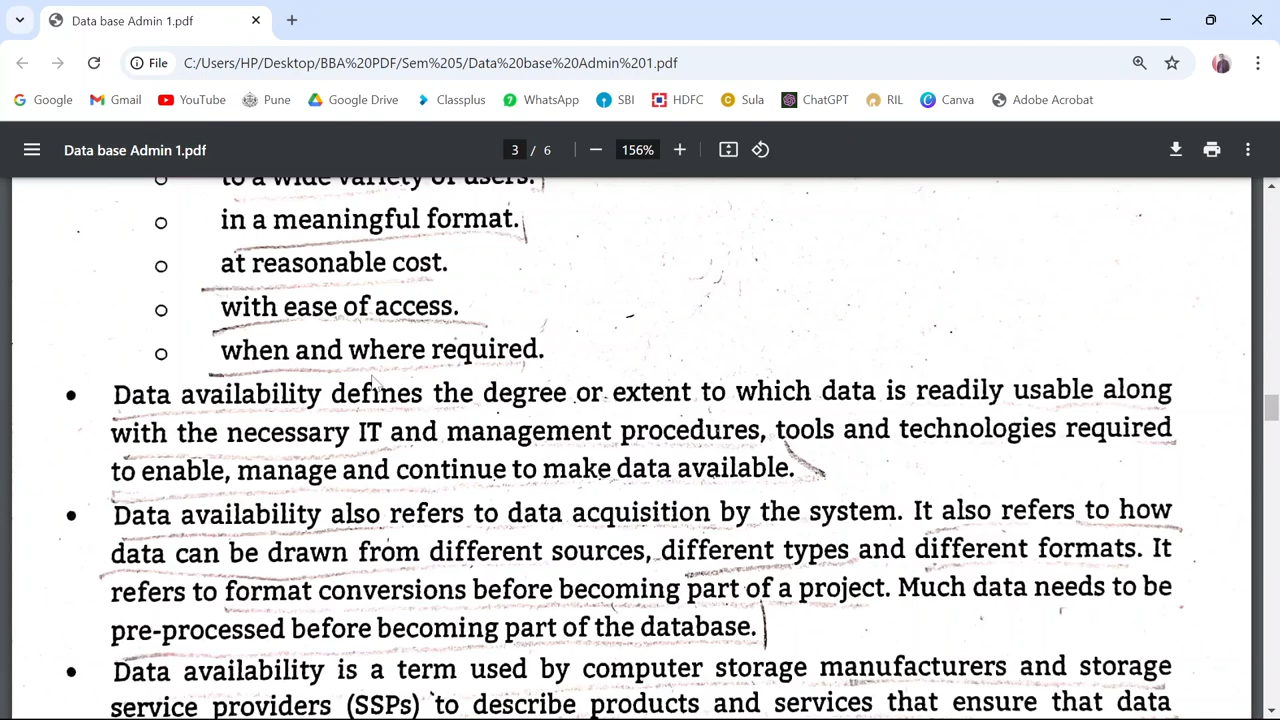 Data base Admin 1.pdf
File
C:/Users/HP/Desktop/BBA%20PDF/Sem%205/Data%20base%20Admin%201.pdf
Google Gmail YouTube Pune Google Drive Classplus WhatsApp SBI HDFC Sula ChatGPT RIL Canva Adobe Acrobat
Data base Admin 1.pdf 3 / 6 156%
to a wide variety of users.
in a meaningful format.
at reasonable cost.
with ease of access.
when and where required.
Data availability defines the degree or extent to which data is readily usable along
with the necessary IT and management procedures, tools and technologies required
to enable, manage and continue to make data available.
Data availability also refers to data acquisition by the system. It also refers to how
data can be drawn from different sources, different types and different formats. It
refers to format conversions before becoming part of a project. Much data needs to be
pre-processed before becoming part of the database.
Data availability is a term used by computer storage manufacturers and storage
service providers (SSPs) to describe products and services that ensure that data